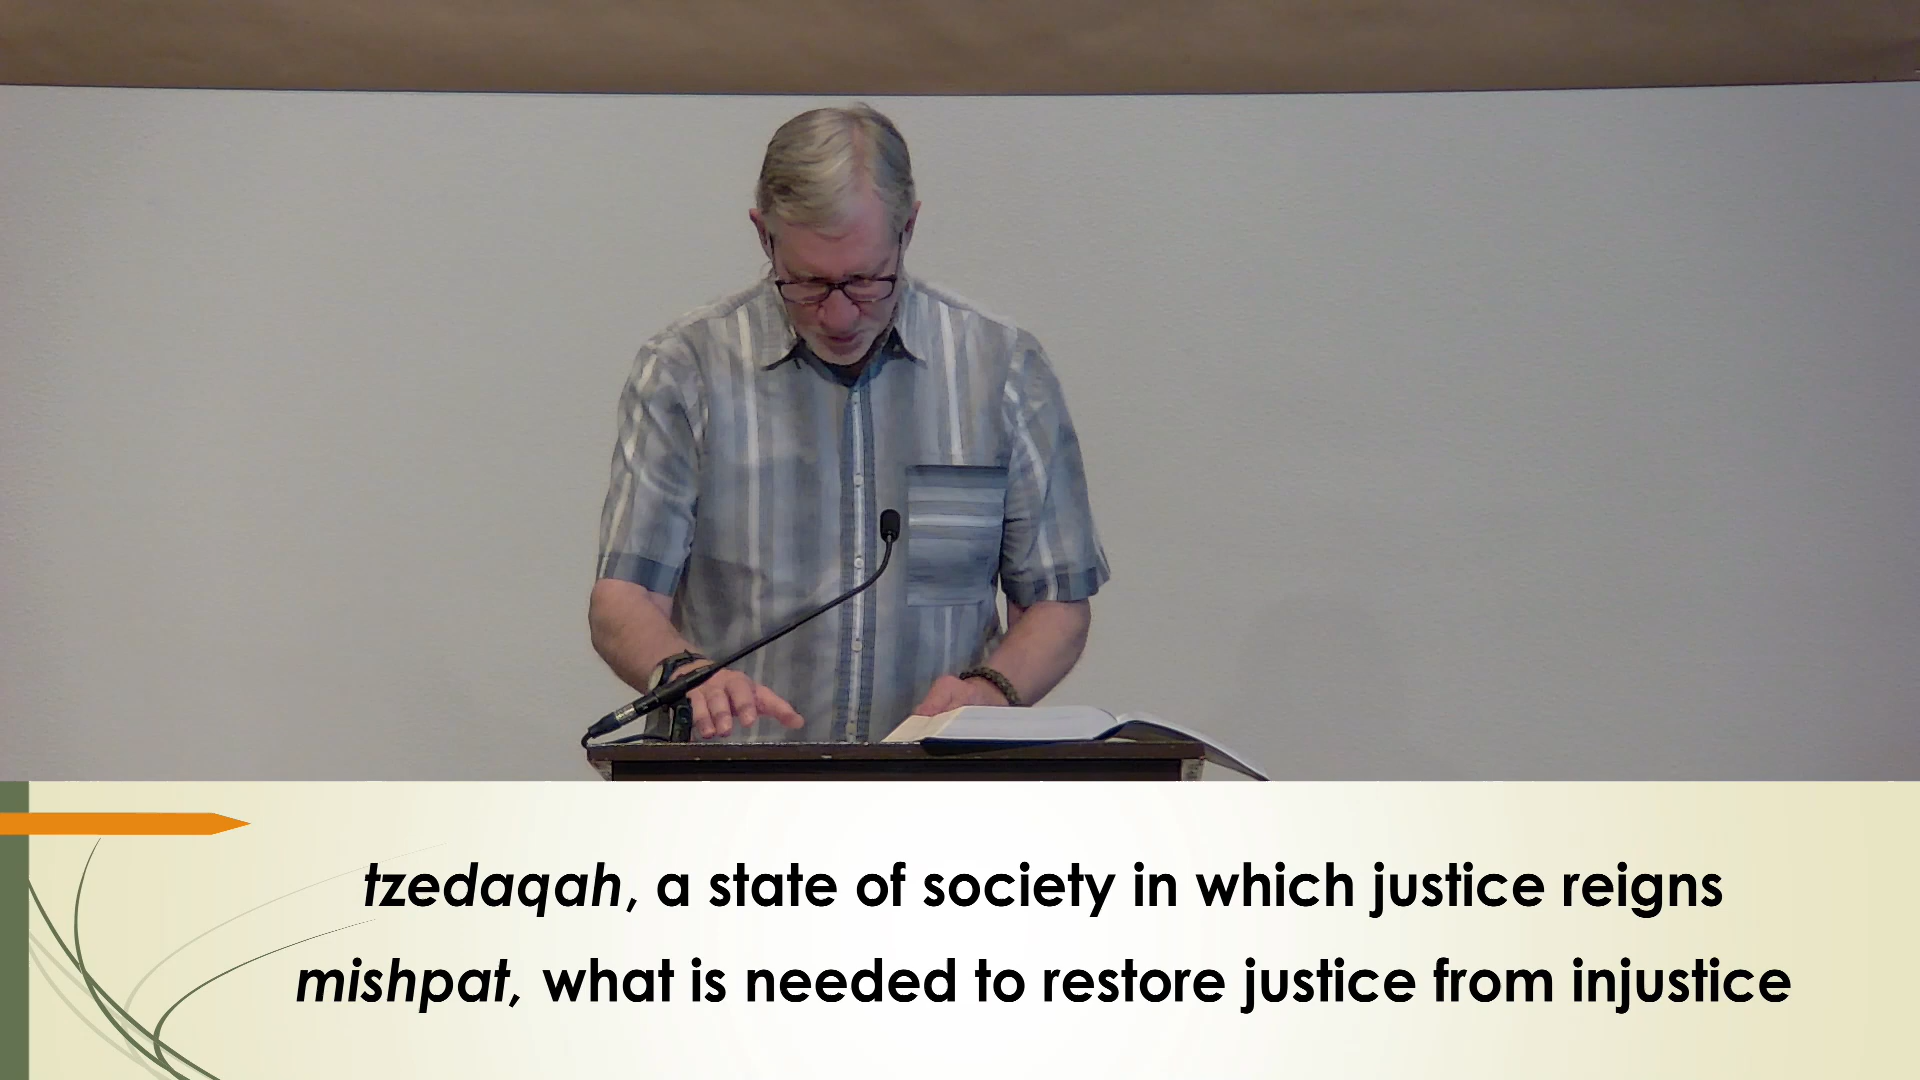 tzedaqah, a state of society in which justice reigns
mishpat, what is needed to restore justice from injustice